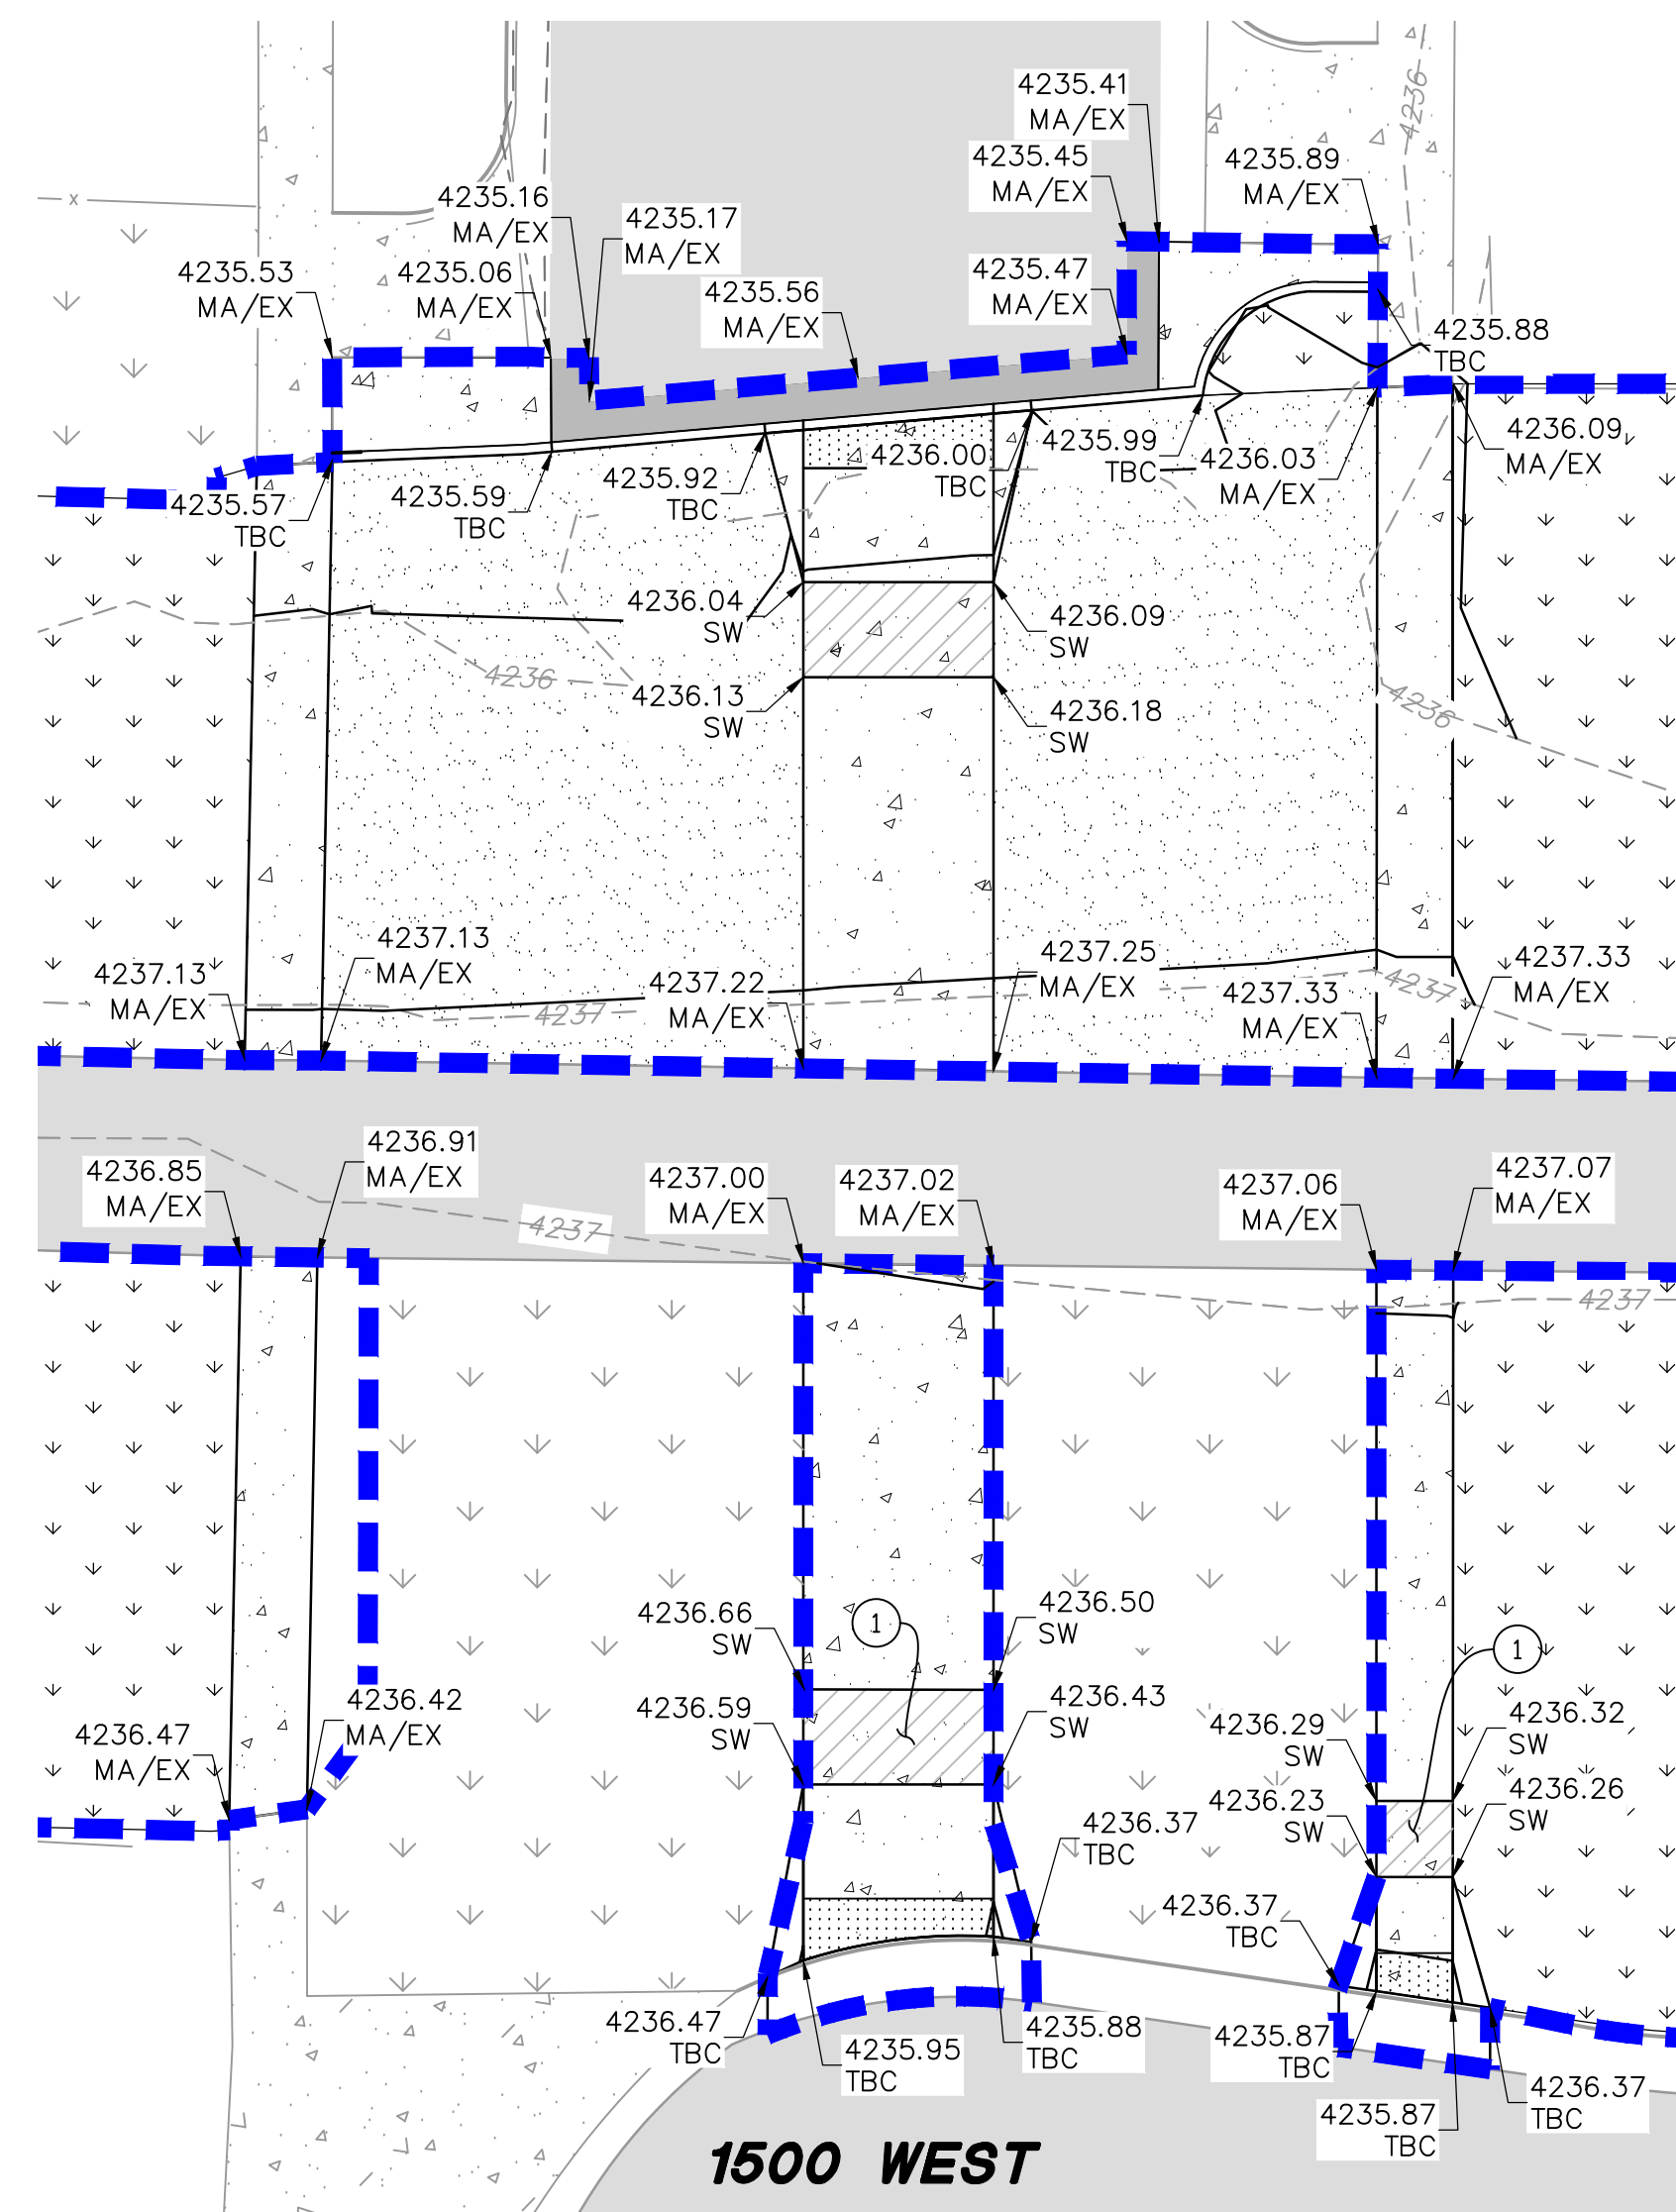 4235.41
MA/EX
4235.45
MA/EX
4235.89
MA/EX
4236
4235.16
MA/EX
4235.17
MA/EX
x
4235.53
MA/EX
4235.06
MA/EX
4235.56
MA/EX
4235.47
MA/EX
4235.88
TBC
4235.57
TBC
4235.59
TBC
4235.92
TBC
4236.00
TBC
4235.99
TBC
4236.03
MA/EX
4236.09
MA/EX
4236.04
SW
4236.09
SW
4236
4236.13
SW
4236.18
SW
4236
4237.13
MA/EX
4237.13
MA/EX
4237
4237.22
MA/EX
4237.25
MA/EX
4237.33
MA/EX
4237
4237.33
MA/EX
4236.85
MA/EX
4236.91
MA/EX
4237
4237.00
MA/EX
4237.02
MA/EX
4237.06
MA/EX
4237.07
MA/EX
4237
4236.66
SW
1
4236.50
SW
1
4236.47
MA/EX
4236.42
MA/EX
4236.59
SW
4236.43
SW
4236.29
SW
4236.32
SW
4236.23
SW
4236.26
SW
4236.37
TBC
4236.37
TBC
4236.47
TBC
4235.95
TBC
4235.88
TBC
4235.87
TBC
4235.87
TBC
4236.37
TBC
1500 WEST